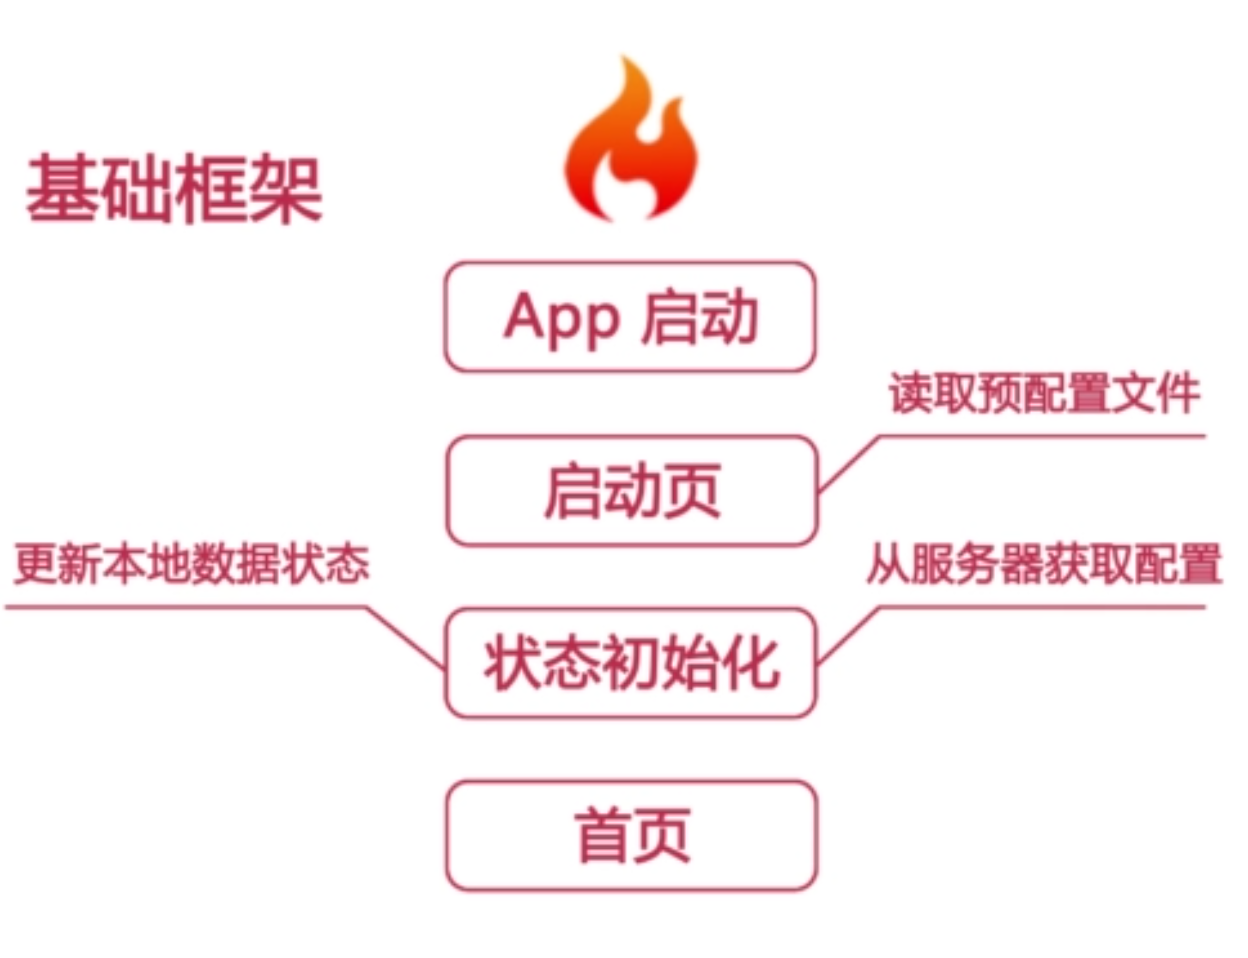 基础框架
App 启动
读取预配置文件
启动页
更新本地数据状态
从服务器获取配置
状态初始化
首页